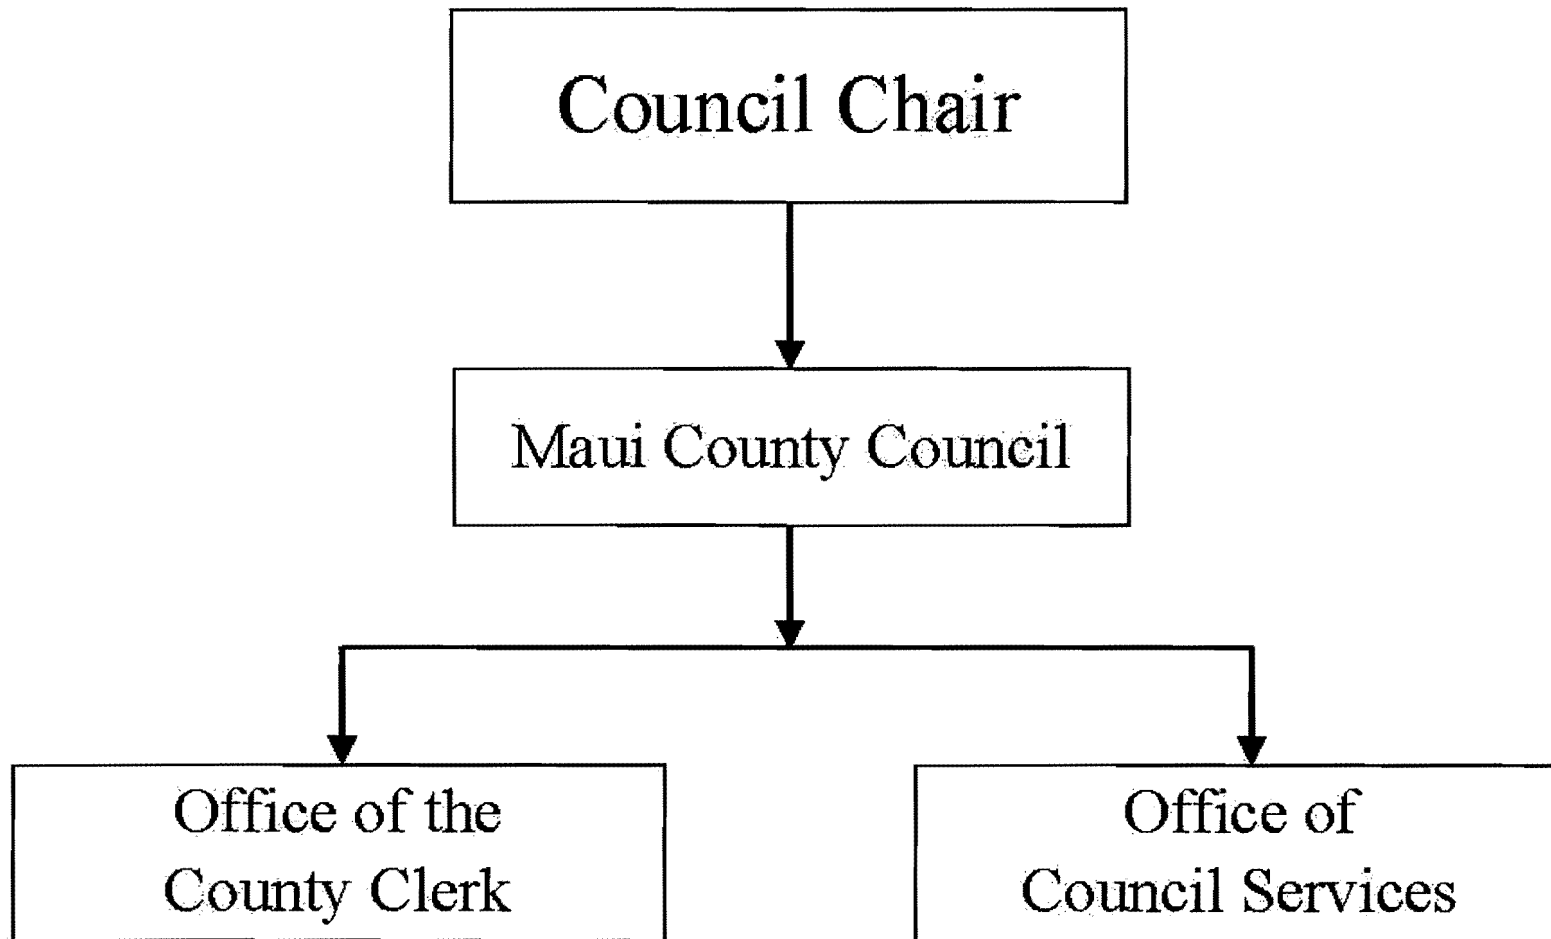 Council Chair
Maui County Council
Office of the
County Clerk
Office of
Council Services